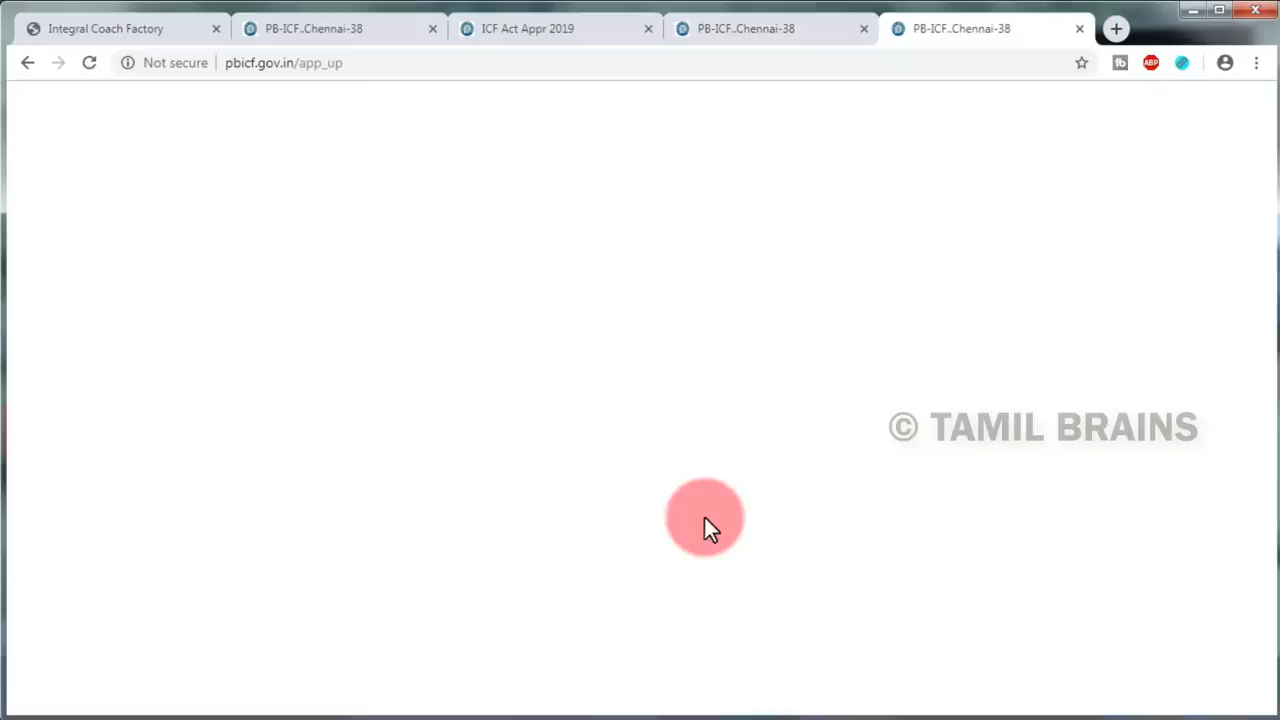 Integral Coach Factory
PB-ICF..Chennai-38
ICF Act Appr 2019
PB-ICF..Chennai-38
PB-ICF..Chennai-38
Not secure
pbicf.gov.in/app_up
ABP
© TAMIL BRAINS